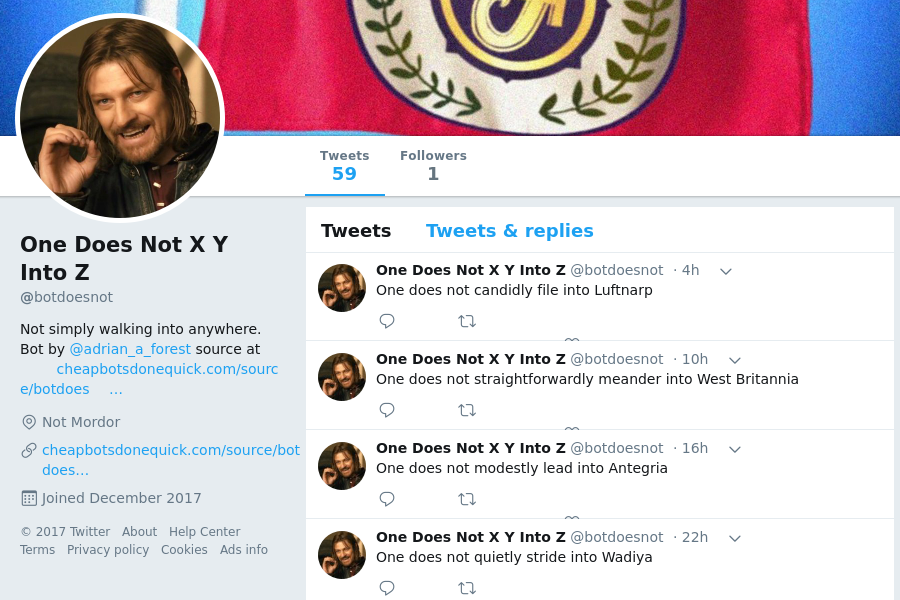 Tweets
59
Followers
1
One Does Not X Y
Into Z
@botdoesnot
Not simply walking into anywhere.
Bot by @adrian_a_forest source at
cheapbotsdonequick.com/sourc
e/botdoes …
Not Mordor
cheapbotsdonequick.com/source/bot
does…
Joined December 2017
© 2017 Twitter About Help Center
Terms Privacy policy Cookies Ads info
Tweets Tweets & replies
One Does Not X Y Into Z @botdoesnot · 4h
One does not candidly file into Luftnarp
One Does Not X Y Into Z @botdoesnot · 10h
One does not straightforwardly meander into West Britannia
One Does Not X Y Into Z @botdoesnot · 16h
One does not modestly lead into Antegria
One Does Not X Y Into Z @botdoesnot · 22h
One does not quietly stride into Wadiya